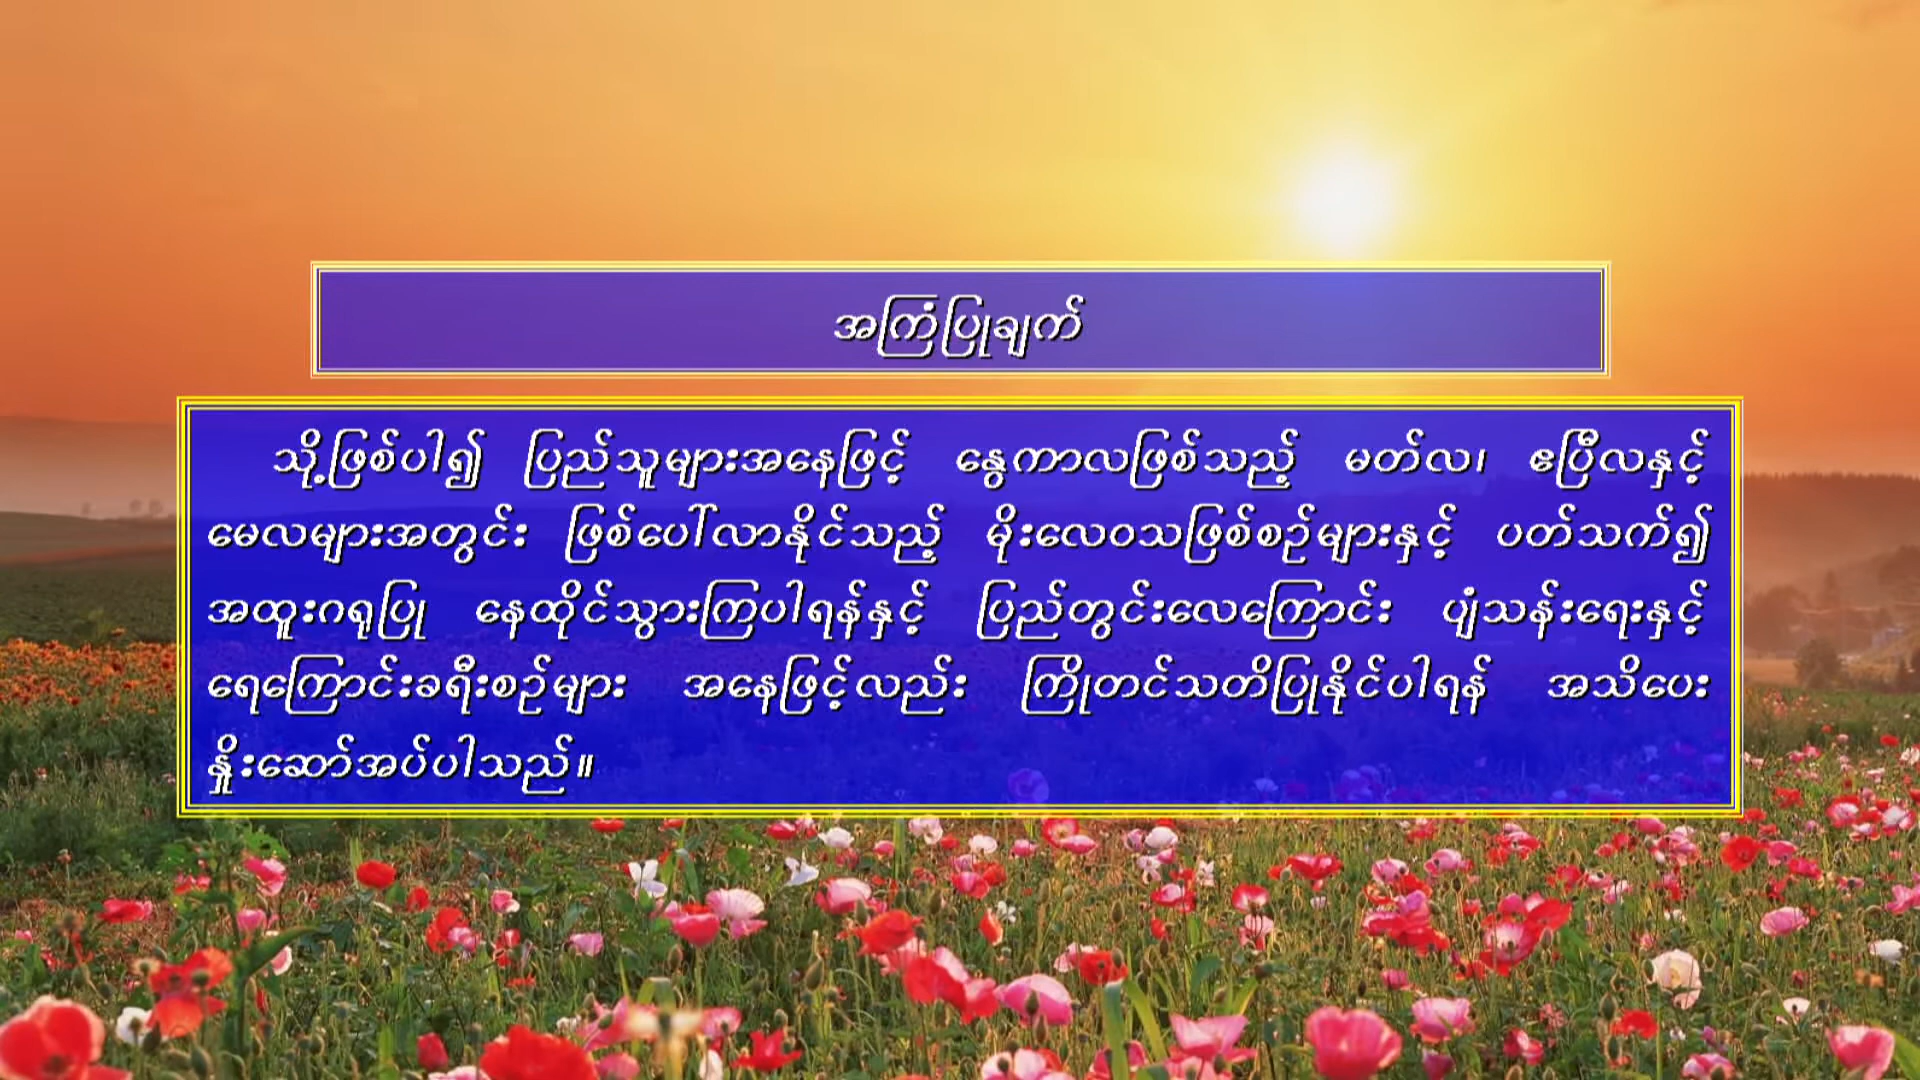 အကြံပြုချက်
သို့ဖြစ်ပါ၍ ပြည်သူများအနေဖြင့် နွေကာလဖြစ်သည့် မတ်လ၊ ဧပြီလနှင့်
မေလများအတွင်း ဖြစ်ပေါ်လာနိုင်သည့် မိုးလေဝသဖြစ်စဉ်များနှင့် ပတ်သက်၍
အထူးဂရုပြု နေထိုင်သွားကြပါရန်နှင့် ပြည်တွင်းလေကြောင်း ပျံသန်းရေးနှင့်
ရေကြောင်းခရီးစဉ်များ အနေဖြင့်လည်း ကြိုတင်သတိပြုနိုင်ပါရန် အသိပေး
နှိုးဆော်အပ်ပါသည်။